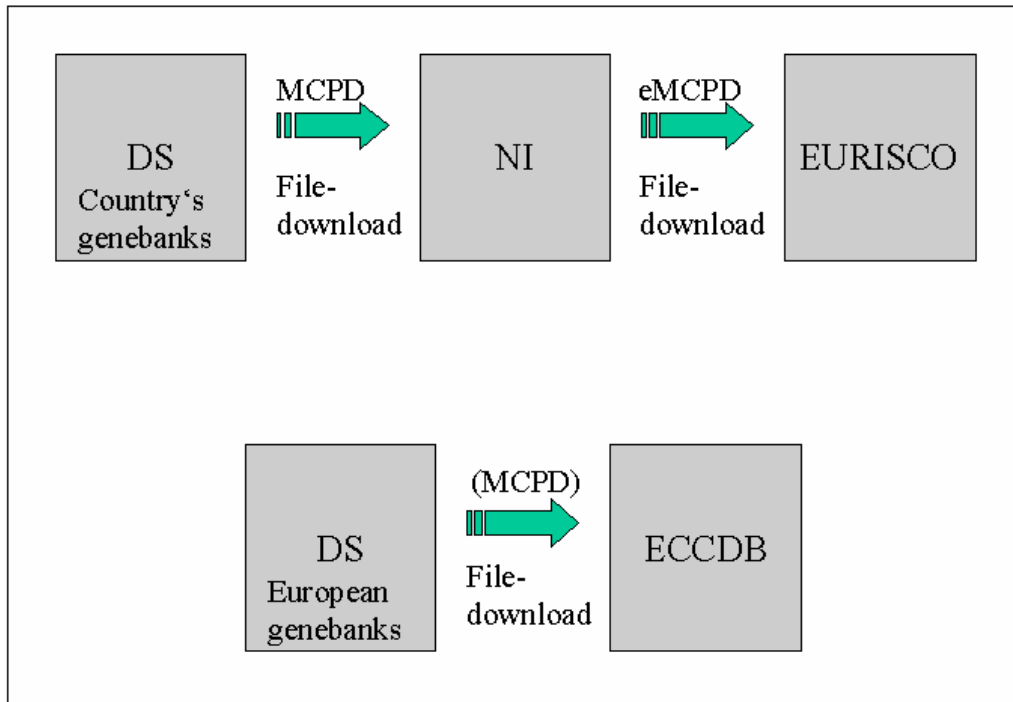 DS
Country‘s
genebanks
MCPD
File-
download
NI
eMCPD
File-
download
EURISCO
DS
European
genebanks
(MCPD)
File-
download
ECCDB